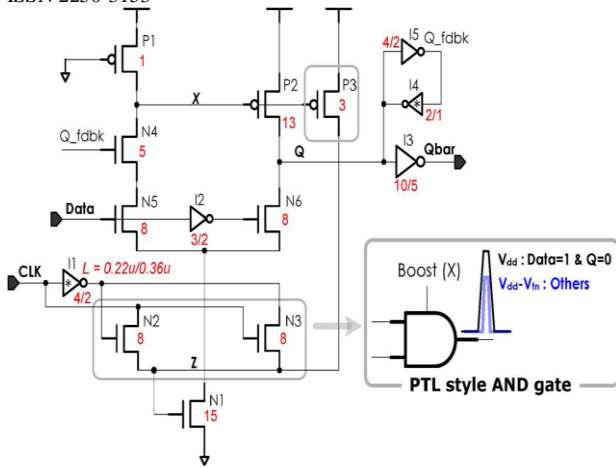 ISSN 2250-3153
P1
1
X
P2
13
P3
3
4/2
I5
Q_fdbk
I4
*
2/1
Q_fdbk
N4
5
Q
I3
Qbar
10/5
Data
N5
8
I2
3/2
N6
8
CLK
I1
*
4/2
L = 0.22u/0.36u
N2
8
N3
8
Z
N1
15
Boost (X)
Vdd : Data=1 & Q=0
Vdd-Vtn : Others
PTL style AND gate